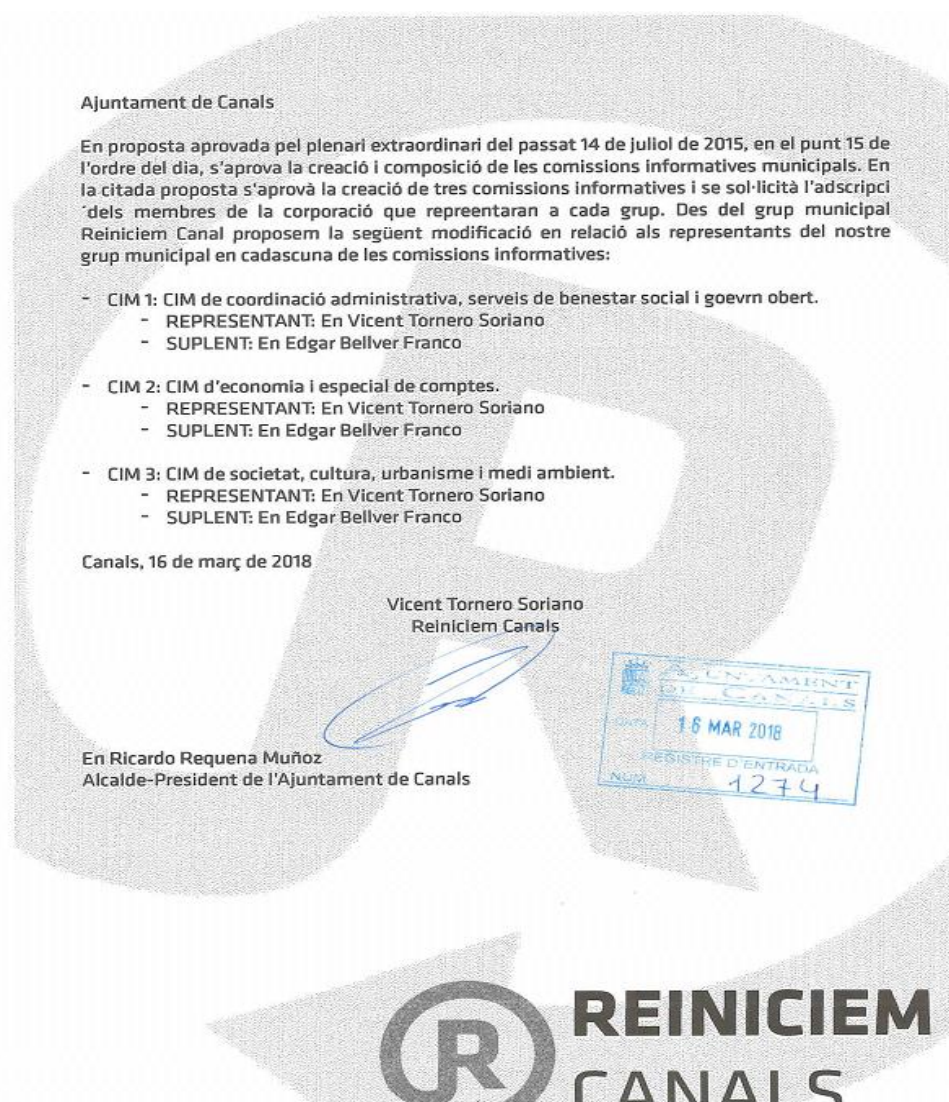 Ajuntament de Canals
En proposta aprovada pel plenari extraordinari del passat 14 de juliol de 2015, en el punt 15 de
l'ordre del dia, s'aprova la creació i composició de les comissions informatives municipals. En
la citada proposta s'aprovà la creació de tres comissions informatives i se sol·licità l'adscripci
´dels membres de la corporació que repreentaran a cada grup. Des del grup municipal
Reiniciem Canal proposem la següent modificació en relació als representants del nostre
grup municipal en cadascuna de les comissions informatives:
- CIM 1: CIM de coordinació administrativa, serveis de benestar social i goevrn obert.
- REPRESENTANT: En Vicent Tornero Soriano
- SUPLENT: En Edgar Bellver Franco
- CIM 2: CIM d'economia i especial de comptes.
- REPRESENTANT: En Vicent Tornero Soriano
- SUPLENT: En Edgar Bellver Franco
- CIM 3: CIM de societat, cultura, urbanisme i medi ambient.
- REPRESENTANT: En Vicent Tornero Soriano
- SUPLENT: En Edgar Bellver Franco
Canals, 16 de març de 2018
Vicent Tornero Soriano
Reiniciem Canals
AJUNTAMENT
DE CANALS
DATA 16 MAR 2018
REGISTRE D'ENTRADA
NUM. 1274
En Ricardo Requena Muñoz
Alcalde-President de l'Ajuntament de Canals
R
REINICIEM
CANALS